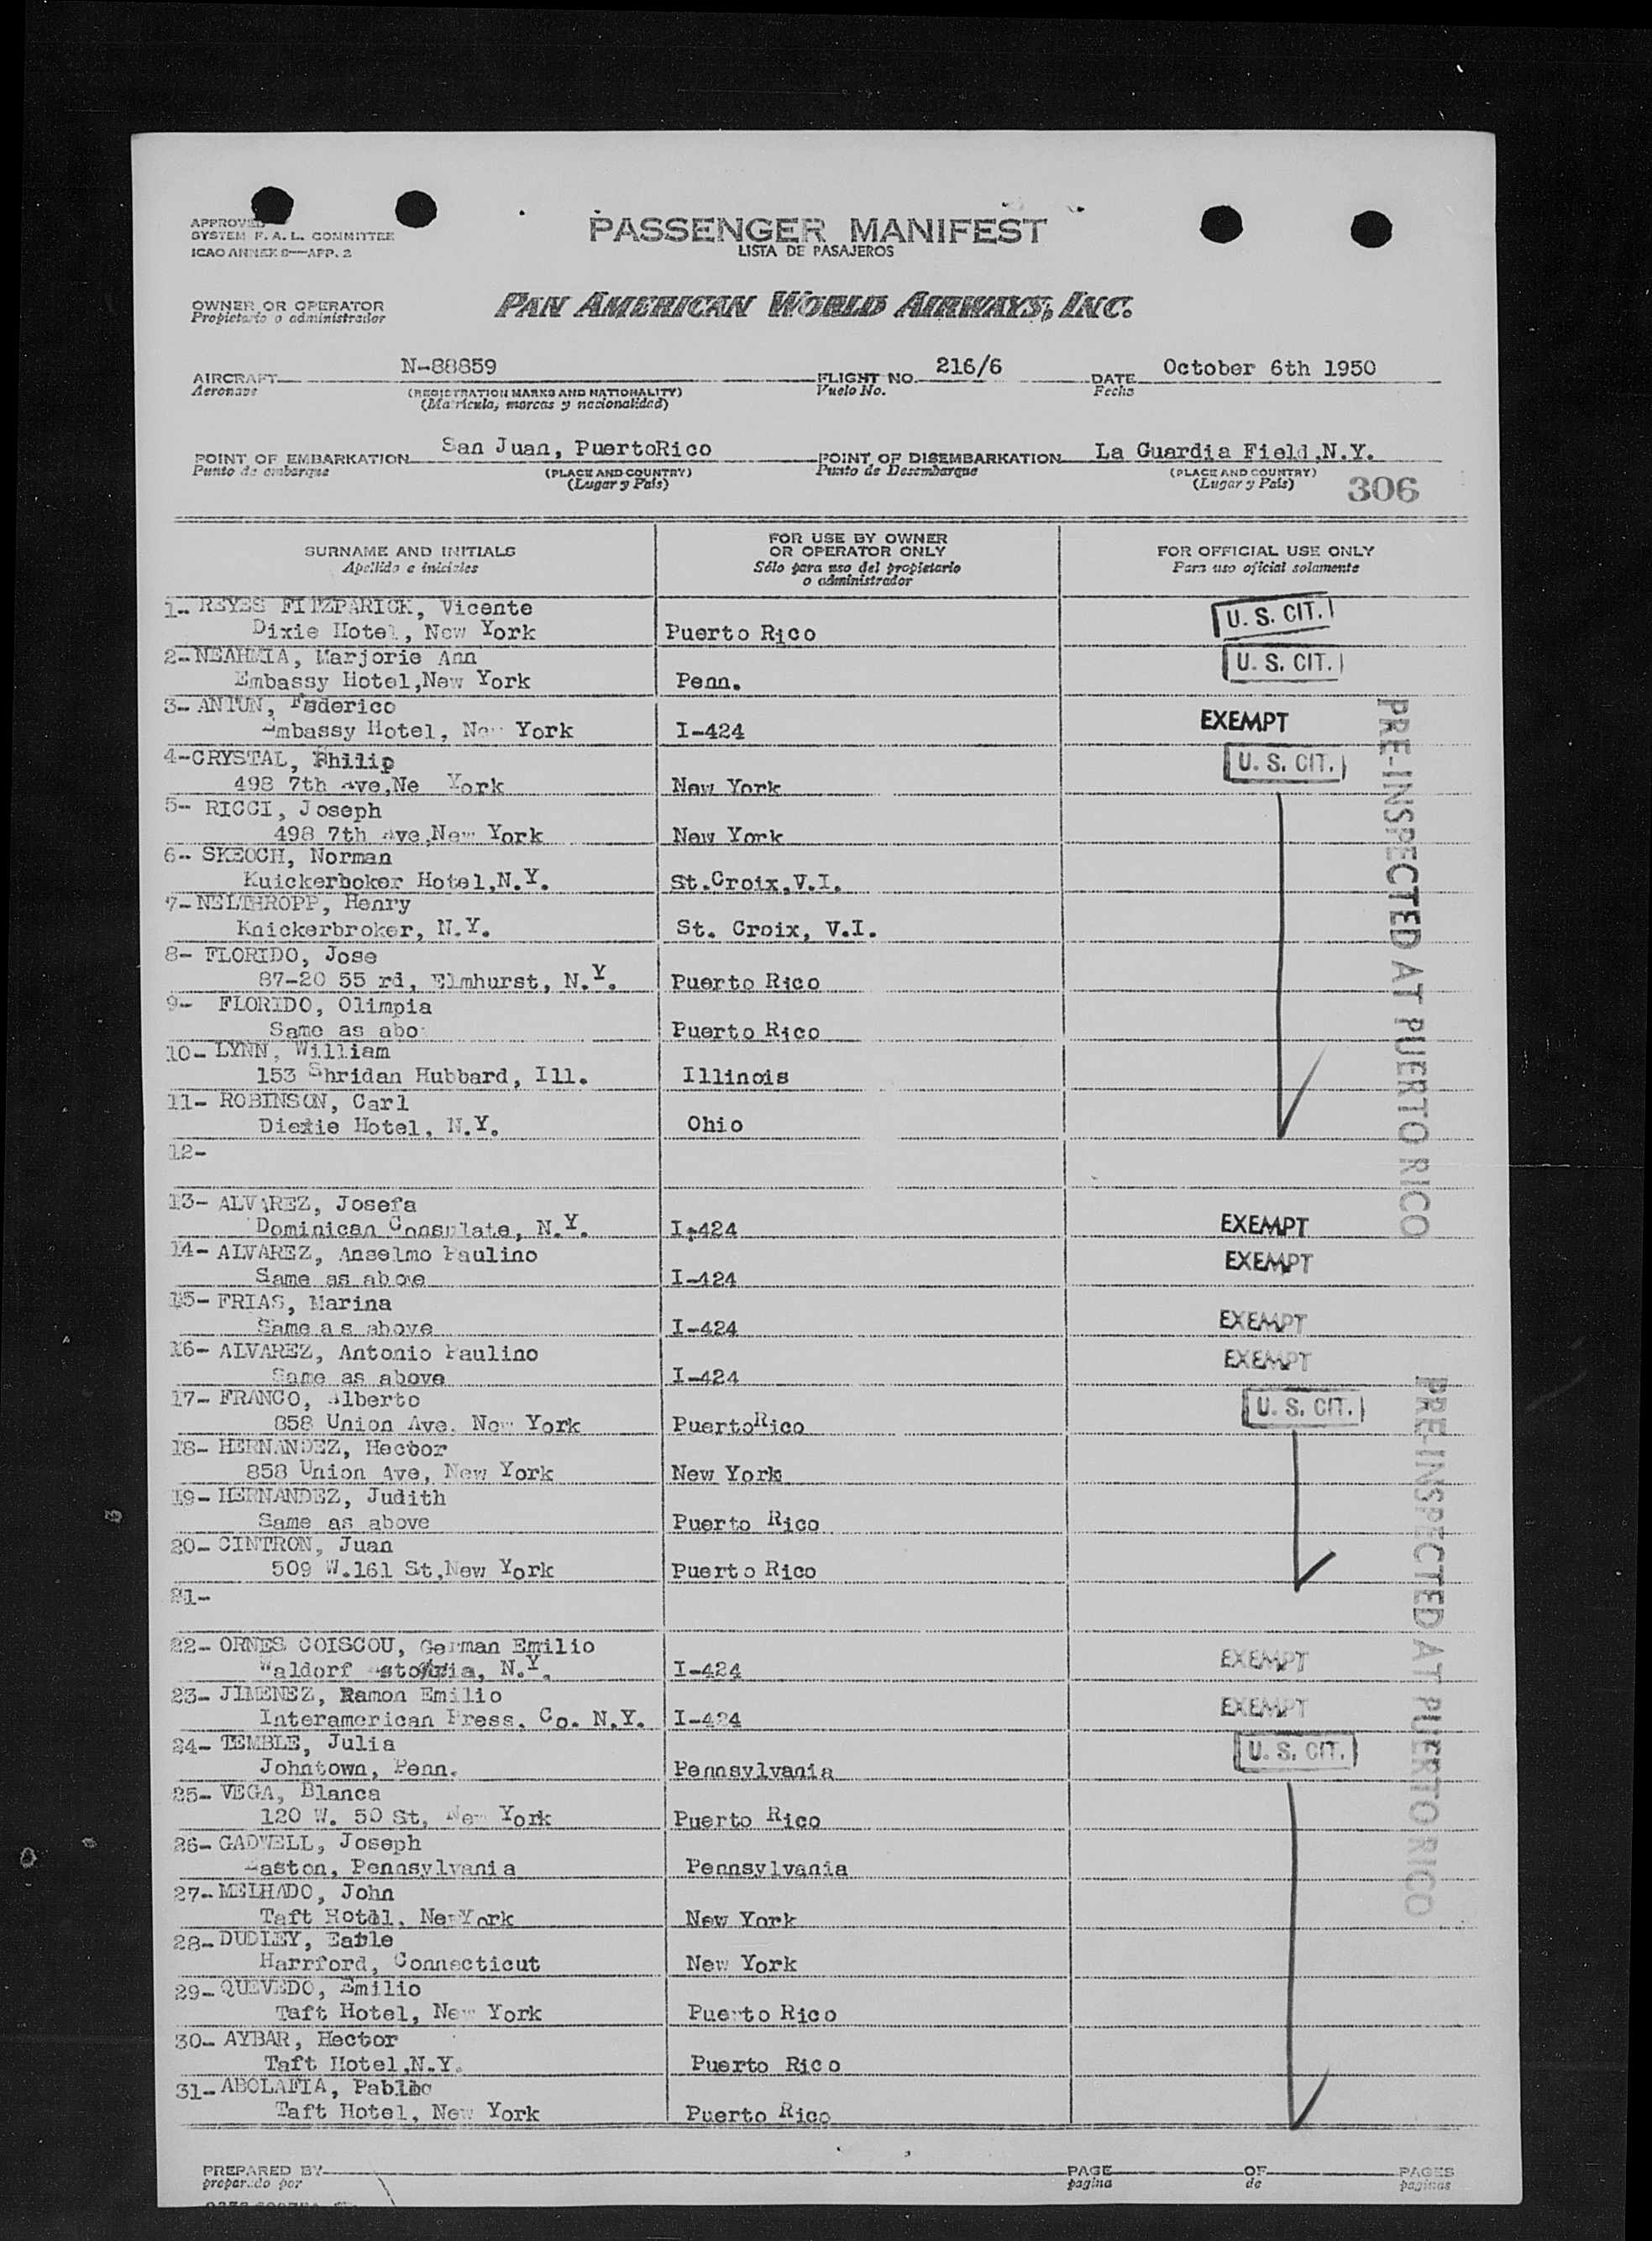 APPROVED
SYSTEM F. A. L. COMMITTEE
ICAO ANNEX 9—APP. 2
PASSENGER MANIFEST
LISTA DE PASAJEROS
OWNER OR OPERATOR
Propietario o administrador
PAN AMERICAN WORLD AIRWAYS, INC.
AIRCRAFT N-88859 FLIGHT NO. 216/6 DATE October 6th 1950
Aeronave (REGISTRATION MARKS AND NATIONALITY) Vuelo No. Fecha
(Matricula, marcas y nacionalidad)
POINT OF EMBARKATION San Juan, PuertoRico POINT OF DISEMBARKATION La Guardia Field,N.Y.
Punto de embarque (PLACE AND COUNTRY) Punto de Desembarque (PLACE AND COUNTRY)
(Lugar y País) (Lugar y País) 306
SURNAME AND INITIALS
Apellido e iniciales
FOR USE BY OWNER
OR OPERATOR ONLY
Sólo para uso del propietario
o administrador
FOR OFFICIAL USE ONLY
Para uso oficial solamente
1- REYES FITZPARICK, Vicente U. S. CIT.
Dixie Hotel, New York Puerto Rico
2- NEAHMIA, Marjorie Ann U. S. CIT.
Embassy Hotel,New York Penn.
3- ANTUN, Federico EXEMPT
Embassy Hotel, New York I-424
4-CRYSTAL, Philip U. S. CIT.
498 7th Ave,Ne York New York
5- RICCI, Joseph
498 7th Ave,New York New York
6- SKEOCH, Norman
Kuickerboker Hotel,N.Y. St.Croix,V.I.
7- NELTHROPP, Henry
Knickerbroker, N.Y. St. Croix, V.I.
8- FLORIDO, Jose
87-20 55 rd, Elmhurst, N.Y. Puerto Rico
9- FLORIDO, Olimpia
Same as abo Puerto Rico
10- LYNN, William
153 Shridan Hubbard, Ill. Illinois
11- ROBINSON, Carl
Diexie Hotel, N.Y. Ohio
12-
PRE-INSPECTED AT PUERTO RICO
13- ALVAREZ, Josefa
Dominican Consulate, N.Y. I-424 EXEMPT
14- ALVAREZ, Anselmo Paulino EXEMPT
Same as above I-424
15- FRIAS, Marina EXEMPT
Same as above I-424
16- ALVAREZ, Antonio Paulino EXEMPT
Same as above I-424
17- FRANCO, Alberto U. S. CIT.
858 Union Ave. New York PuertoRico
18- HERNANDEZ, Hector
858 Union Ave, New York New York
19- HERNANDEZ, Judith
Same as above Puerto Rico
20- CINTRON, Juan
509 W.161 St,New York Puerto Rico
21-
22- ORNES COISCOU, German Emilio EXEMPT
Waldorf Astoria, N.Y. I-424
23- JIMENEZ, Ramon Emilio EXEMPT
Interamerican Press. Co. N.Y. I-424
24- TEMBLE, Julia U. S. CIT.
Johntown, Penn. Pennsylvania
25- VEGA, Blanca
120 W. 50 St, New York Puerto Rico
26- GADWELL, Joseph
Easton, Pennsylvania Pennsylvania
27- MELHADO, John
Taft Hotel, NewYork New York
28- DUDLEY, Earle
Harrford, Connecticut New York
29- QUEVEDO, Emilio
Taft Hotel, New York Puerto Rico
30- AYBAR, Hector
Taft Hotel,N.Y. Puerto Rico
31- ABOLAFIA, Pablo
Taft Hotel, New York Puerto Rico
PRE-INSPECTED AT PUERTO RICO
PREPARED BY PAGE OF PAGES
preparado por pagina de paginas